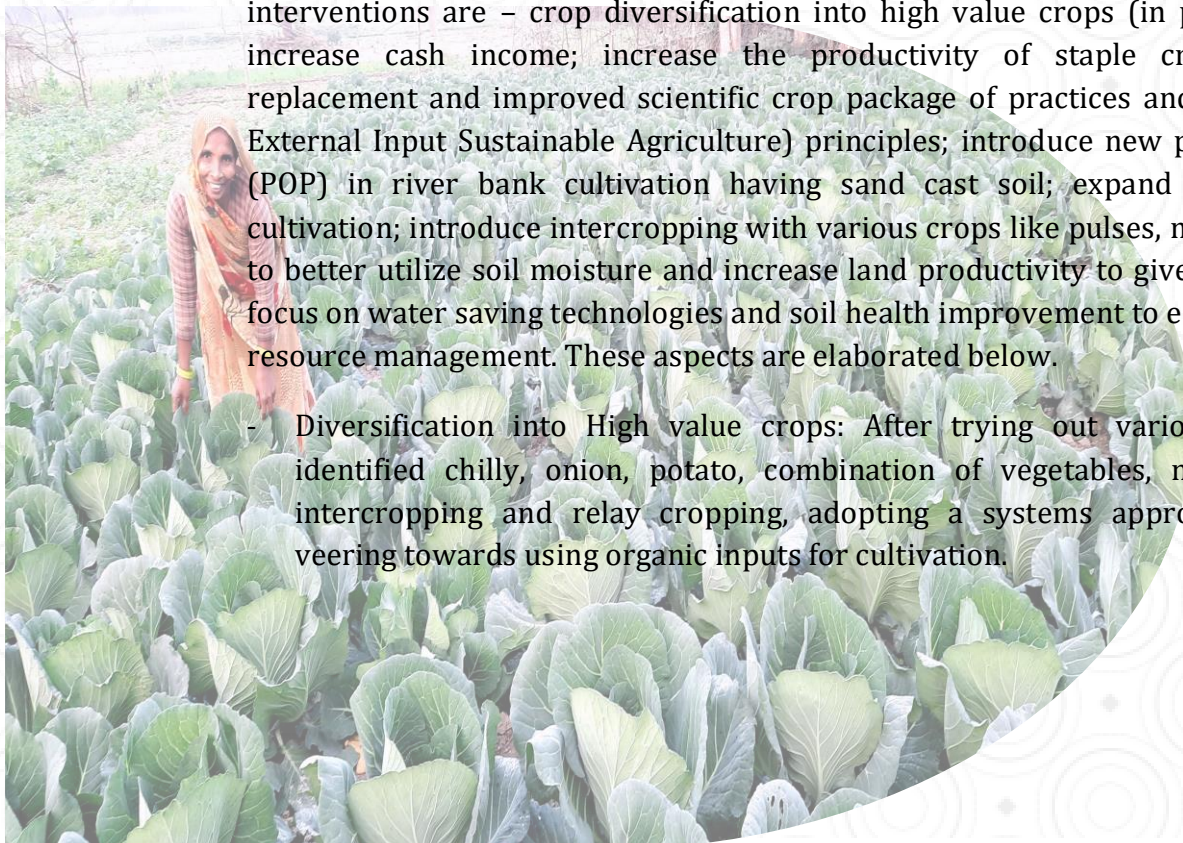 interventions are – crop diversification into high value crops (in
increase cash income; increase the productivity of staple
replacement and improved scientific crop package of practices and
External Input Sustainable Agriculture) principles; introduce new
(POP) in river bank cultivation having sand cast soil; expand
cultivation; introduce intercropping with various crops like pulses,
to better utilize soil moisture and increase land productivity to give
focus on water saving technologies and soil health improvement to
resource management. These aspects are elaborated below.
- Diversification into High value crops: After trying out
identified chilly, onion, potato, combination of vegetables,
intercropping and relay cropping, adopting a systems
veering towards using organic inputs for cultivation.